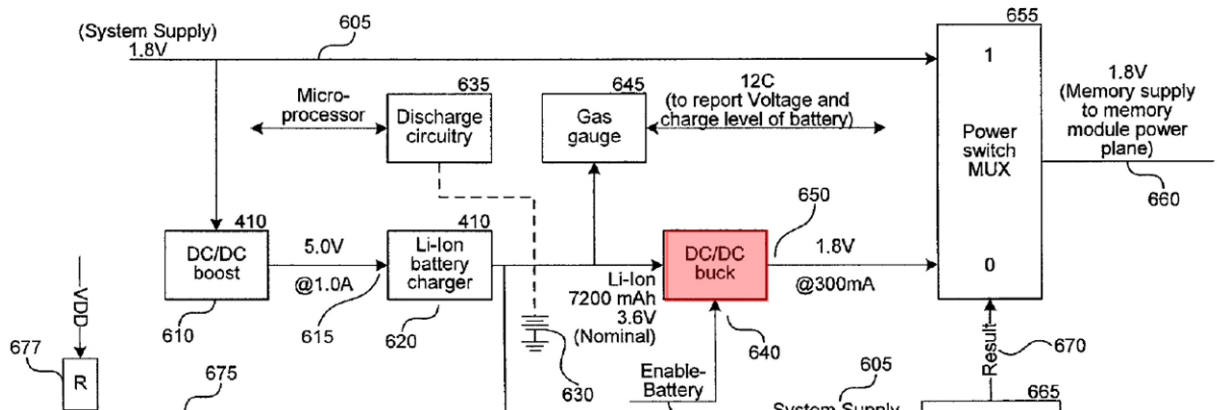 (System Supply)
1.8V
605
655
1
Micro-
processor
635
Discharge
circuitry
645
Gas
gauge
12C
(to report Voltage and
charge level of battery)
Power
switch
MUX
1.8V
(Memory supply
to memory
module power
plane)
660
410
DC/DC
boost
610
5.0V
@1.0A
615
410
Li-Ion
battery
charger
620
Li-Ion
7200 mAh
3.6V
(Nominal)
630
DC/DC
buck
640
650
1.8V
@300mA
0
VDD
677
R
675
Enable-
Battery
605
System Supply
Result
670
665